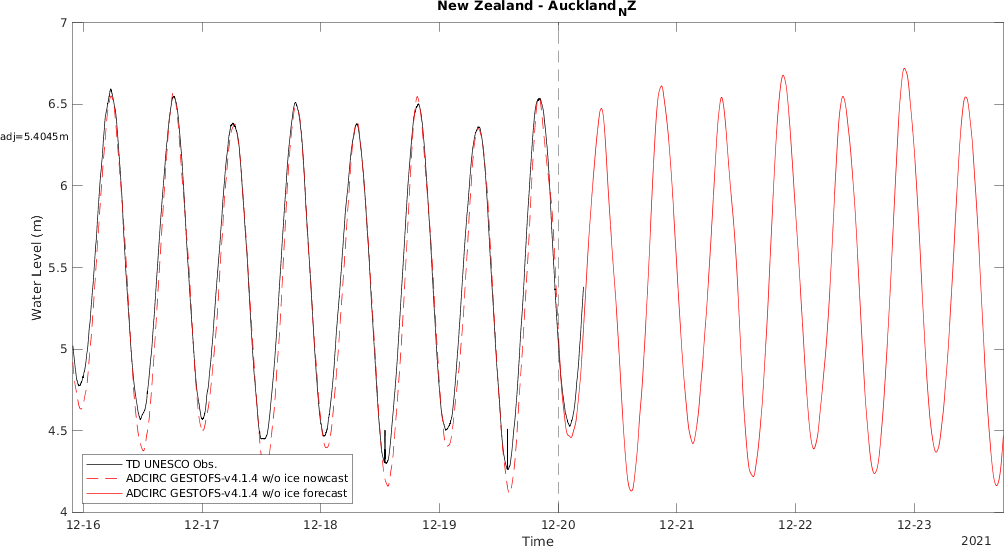 New Zealand - Auckland_NZ
7
6.5
adj=5.4045m
6
5.5
5
4.5
4
Water Level (m)
TD UNESCO Obs.
ADCIRC GESTOFS-v4.1.4 w/o ice nowcast
ADCIRC GESTOFS-v4.1.4 w/o ice forecast
12-16 12-17 12-18 12-19 12-20 12-21 12-22 12-23
Time
2021